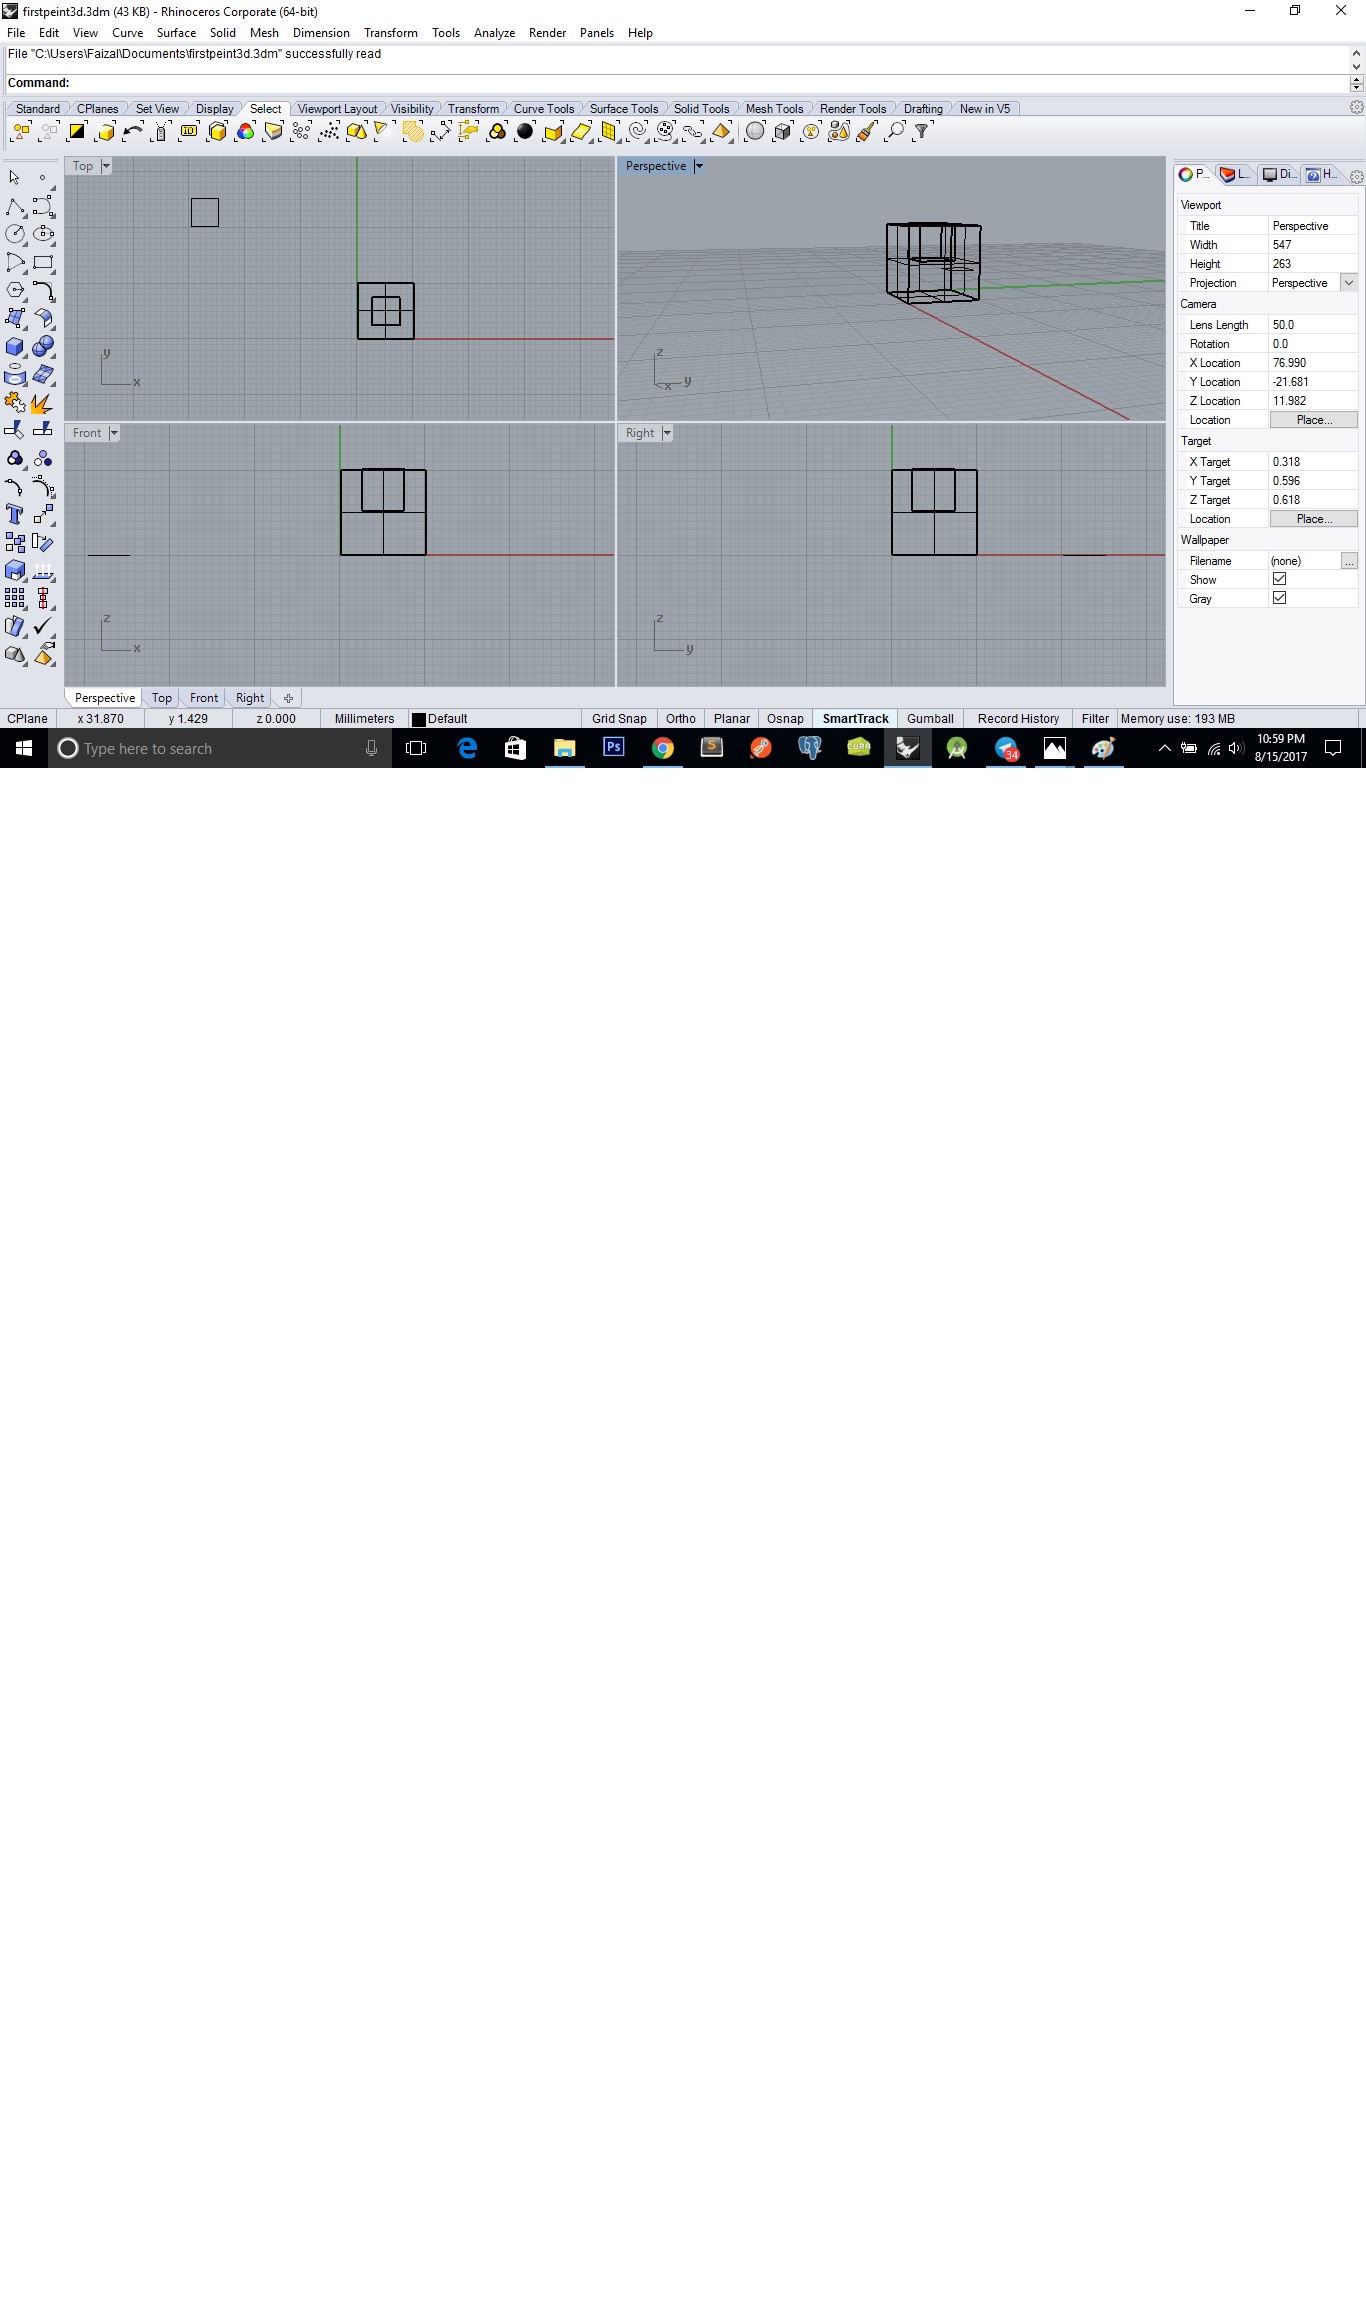 firstpeint3d.3dm (43 KB) - Rhinoceros Corporate (64-bit)
File Edit View Curve Surface Solid Mesh Dimension Transform Tools Analyze Render Panels Help
File "C:\Users\Faizal\Documents\firstpeint3d.3dm" successfully read
Command:
Standard CPlanes Set View Display Select Viewport Layout Visibility Transform Curve Tools Surface Tools Solid Tools Mesh Tools Render Tools Drafting New in V5
Top
y
x
Perspective
z
x y
Front
z
x
Right
z
y
P... L... Di... H...
Viewport
Title Perspective
Width 547
Height 263
Projection Perspective
Camera
Lens Length 50.0
Rotation 0.0
X Location 76.990
Y Location -21.681
Z Location 11.982
Location Place...
Target
X Target 0.318
Y Target 0.596
Z Target 0.618
Location Place...
Wallpaper
Filename (none) ...
Show
Gray
Perspective Top Front Right
CPlane x 31.870 y 1.429 z 0.000 Millimeters Default Grid Snap Ortho Planar Osnap SmartTrack Gumball Record History Filter Memory use: 193 MB
Type here to search
Ps
S
CURA
34
10:59 PM
8/15/2017